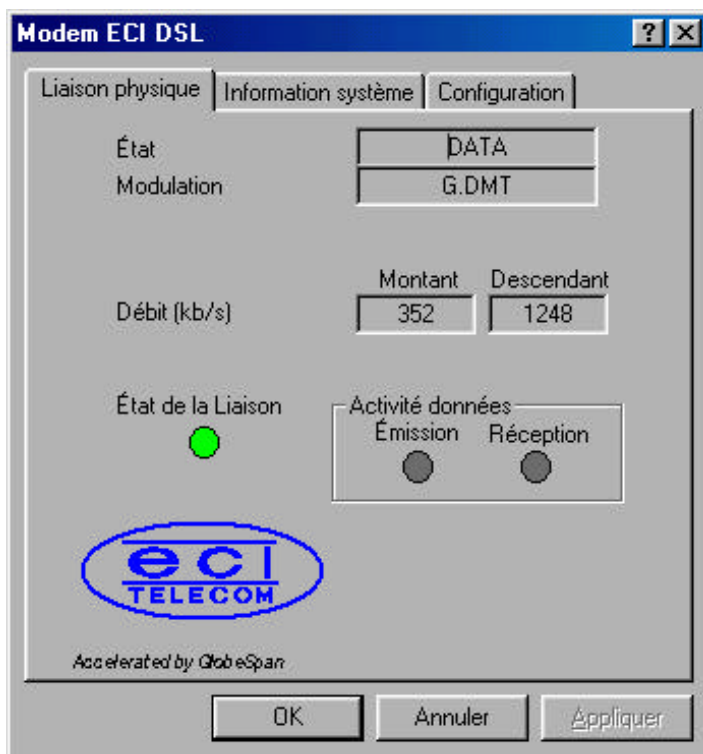 Modem ECI DSL
Liaison physique Information système Configuration
État DATA
Modulation G.DMT
Montant Descendant
Débit (kb/s) 352 1248
État de la Liaison Activité données
Émission Réception
eci
TELECOM
Accelerated by GlobeSpan
OK Annuler Appliquer